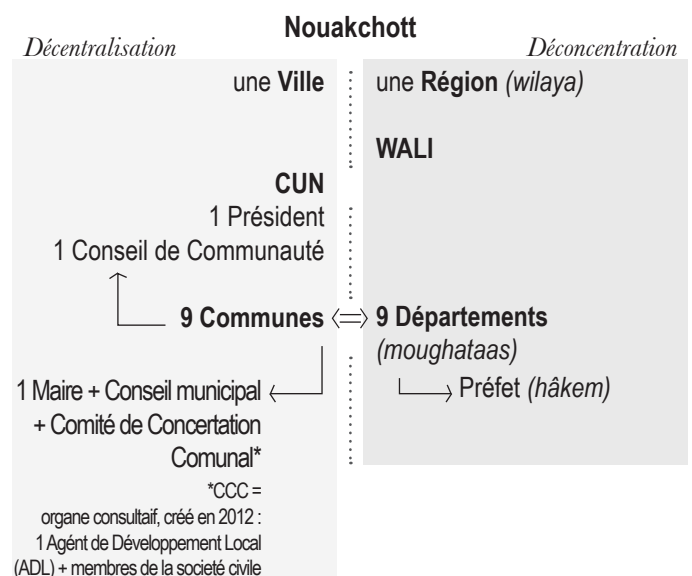 Nouakchott
Décentralisation
Déconcentration
une Ville
une Région (wilaya)
WALI
CUN
1 Président
1 Conseil de Communauté
9 Communes
9 Départements
(moughataas)
1 Maire + Conseil municipal
Préfet (hâkem)
+ Comité de Concertation
Comunal*
*CCC =
organe consultaif, créé en 2012 :
1 Agént de Développement Local
(ADL) + membres de la societé civile